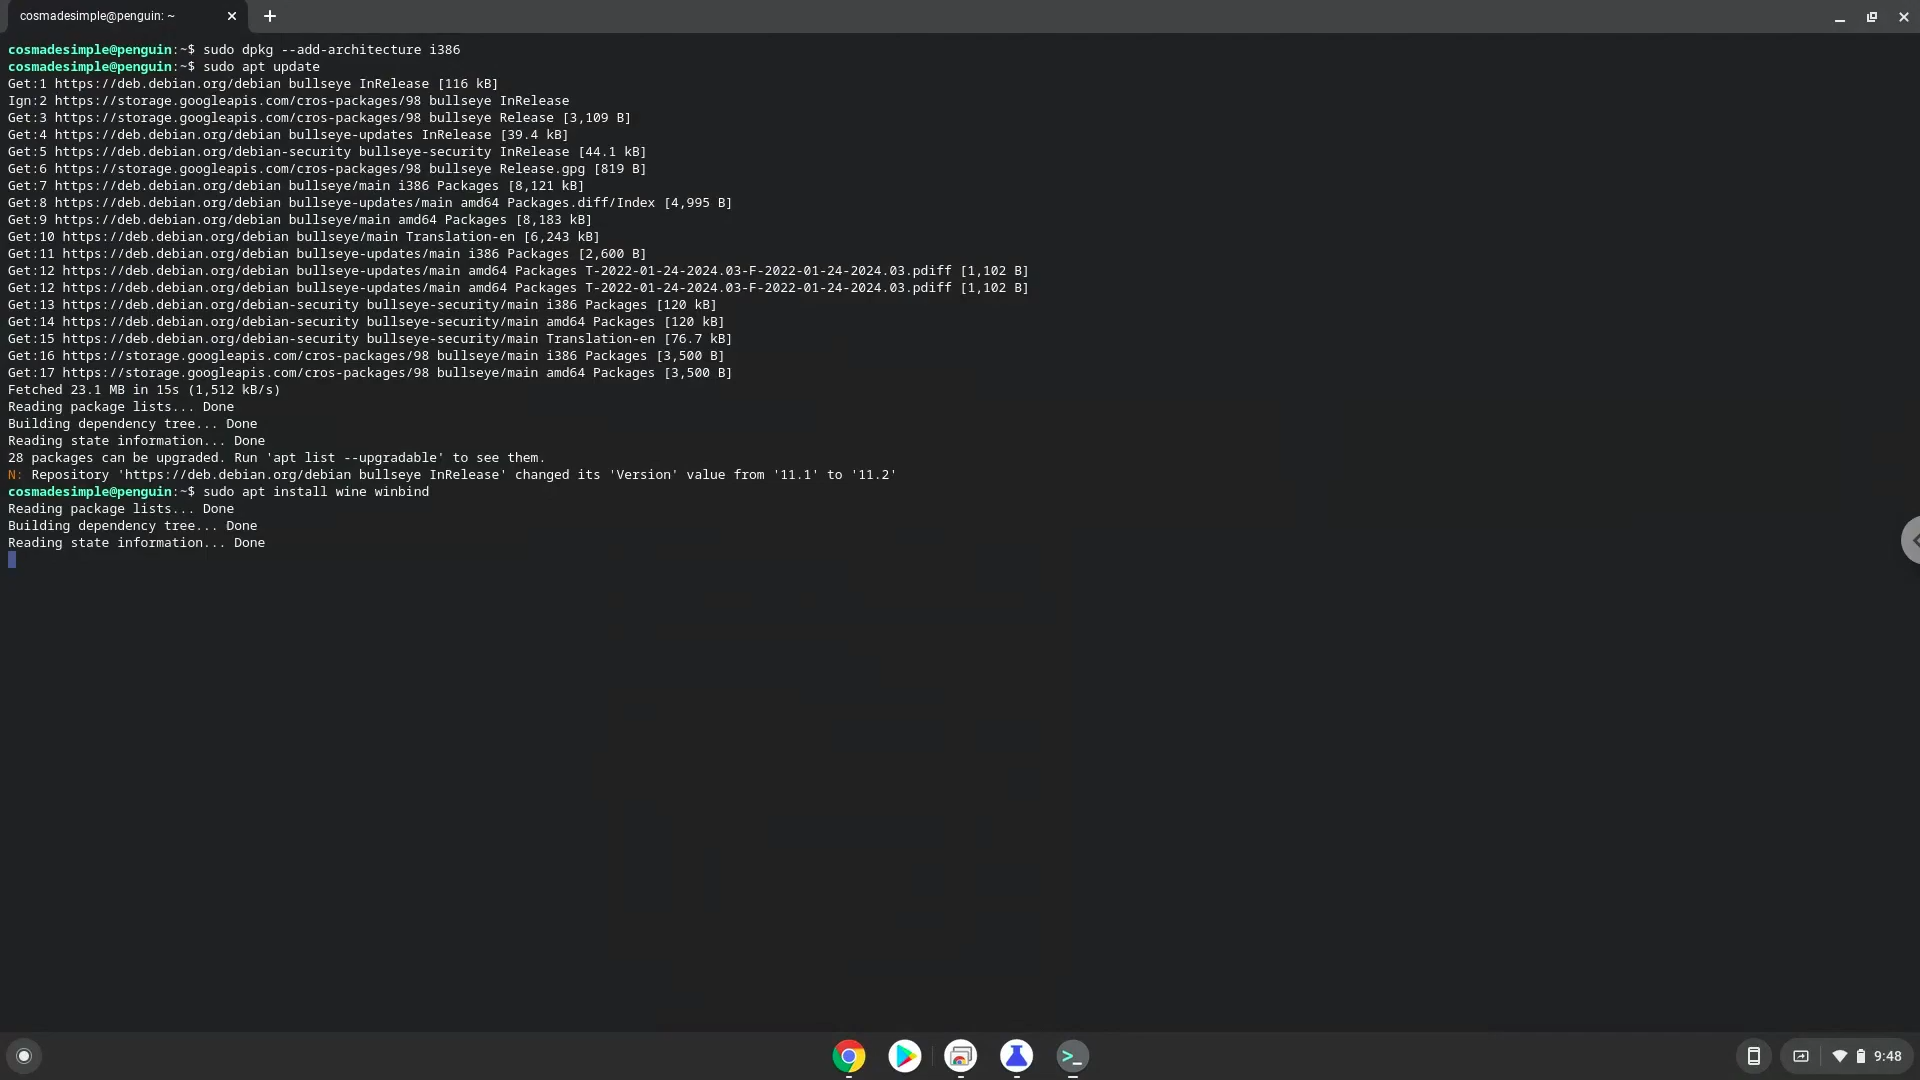 cosmadesimple@penguin: ~
cosmadesimple@penguin:~$ sudo dpkg --add-architecture i386
cosmadesimple@penguin:~$ sudo apt update
Get:1 https://deb.debian.org/debian bullseye InRelease [116 kB]
Ign:2 https://storage.googleapis.com/cros-packages/98 bullseye InRelease
Get:3 https://storage.googleapis.com/cros-packages/98 bullseye Release [3,109 B]
Get:4 https://deb.debian.org/debian bullseye-updates InRelease [39.4 kB]
Get:5 https://deb.debian.org/debian-security bullseye-security InRelease [44.1 kB]
Get:6 https://storage.googleapis.com/cros-packages/98 bullseye Release.gpg [819 B]
Get:7 https://deb.debian.org/debian bullseye/main i386 Packages [8,121 kB]
Get:8 https://deb.debian.org/debian bullseye-updates/main amd64 Packages.diff/Index [4,995 B]
Get:9 https://deb.debian.org/debian bullseye/main amd64 Packages [8,183 kB]
Get:10 https://deb.debian.org/debian bullseye/main Translation-en [6,243 kB]
Get:11 https://deb.debian.org/debian bullseye-updates/main i386 Packages [2,600 B]
Get:12 https://deb.debian.org/debian bullseye-updates/main amd64 Packages T-2022-01-24-2024.03-F-2022-01-24-2024.03.pdiff [1,102 B]
Get:12 https://deb.debian.org/debian bullseye-updates/main amd64 Packages T-2022-01-24-2024.03-F-2022-01-24-2024.03.pdiff [1,102 B]
Get:13 https://deb.debian.org/debian-security bullseye-security/main i386 Packages [120 kB]
Get:14 https://deb.debian.org/debian-security bullseye-security/main amd64 Packages [120 kB]
Get:15 https://deb.debian.org/debian-security bullseye-security/main Translation-en [76.7 kB]
Get:16 https://storage.googleapis.com/cros-packages/98 bullseye/main i386 Packages [3,500 B]
Get:17 https://storage.googleapis.com/cros-packages/98 bullseye/main amd64 Packages [3,500 B]
Fetched 23.1 MB in 15s (1,512 kB/s)
Reading package lists... Done
Building dependency tree... Done
Reading state information... Done
28 packages can be upgraded. Run 'apt list --upgradable' to see them.
N: Repository 'https://deb.debian.org/debian bullseye InRelease' changed its 'Version' value from '11.1' to '11.2'
cosmadesimple@penguin:~$ sudo apt install wine winbind
Reading package lists... Done
Building dependency tree... Done
Reading state information... Done
9:48